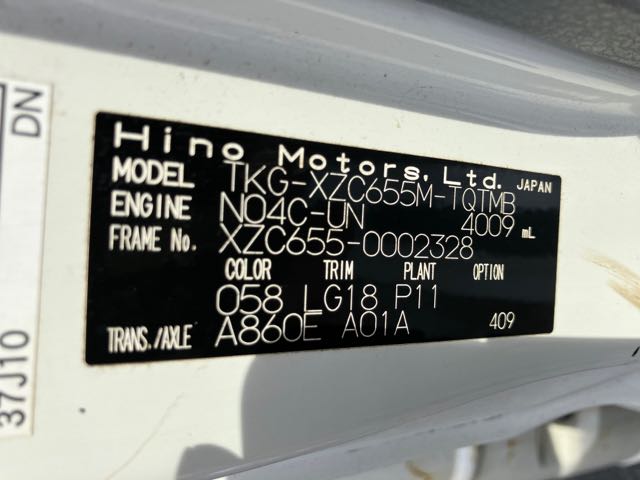 Hino Motors, Ltd. JAPAN
MODEL TKG-XZC655M-TQTMB
ENGINE N04C-UN 4009 mL
FRAME No. XZC655-0002328
COLOR TRIM PLANT OPTION
058 LG18 P11
TRANS./AXLE A860E A01A 409
DN
37J10